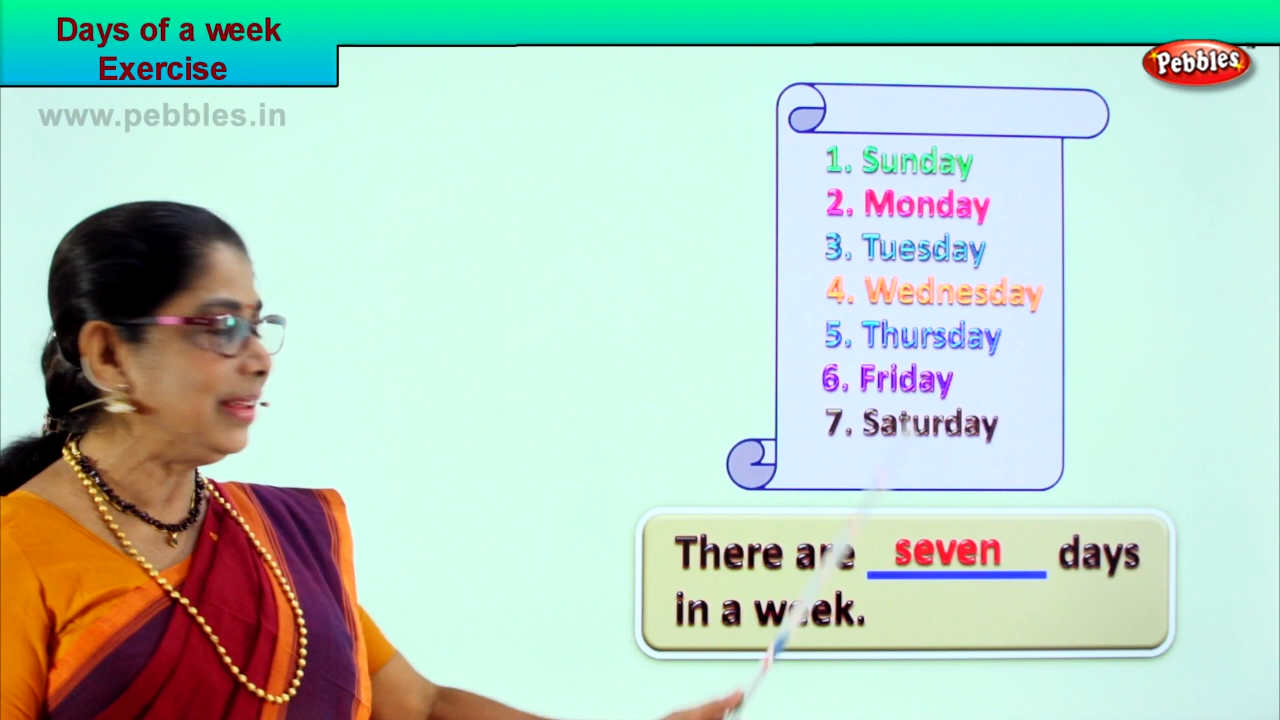 Days of a week
Exercise
www.pebbles.in
Pebbles
1. Sunday
2. Monday
3. Tuesday
4. Wednesday
5. Thursday
6. Friday
7. Saturday
There are seven days
in a week.